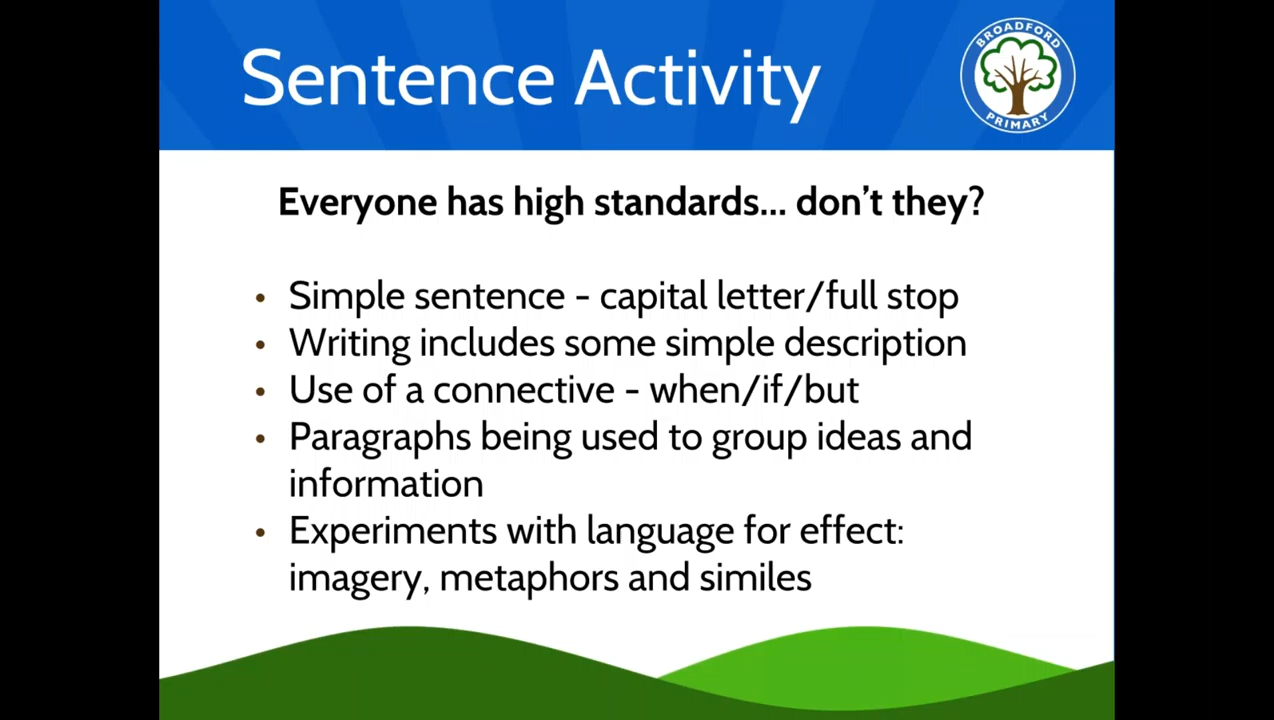 Sentence Activity
BROADFORD
PRIMARY
Everyone has high standards... don't they?
• Simple sentence - capital letter/full stop
• Writing includes some simple description
• Use of a connective - when/if/but
• Paragraphs being used to group ideas and
information
• Experiments with language for effect:
imagery, metaphors and similes